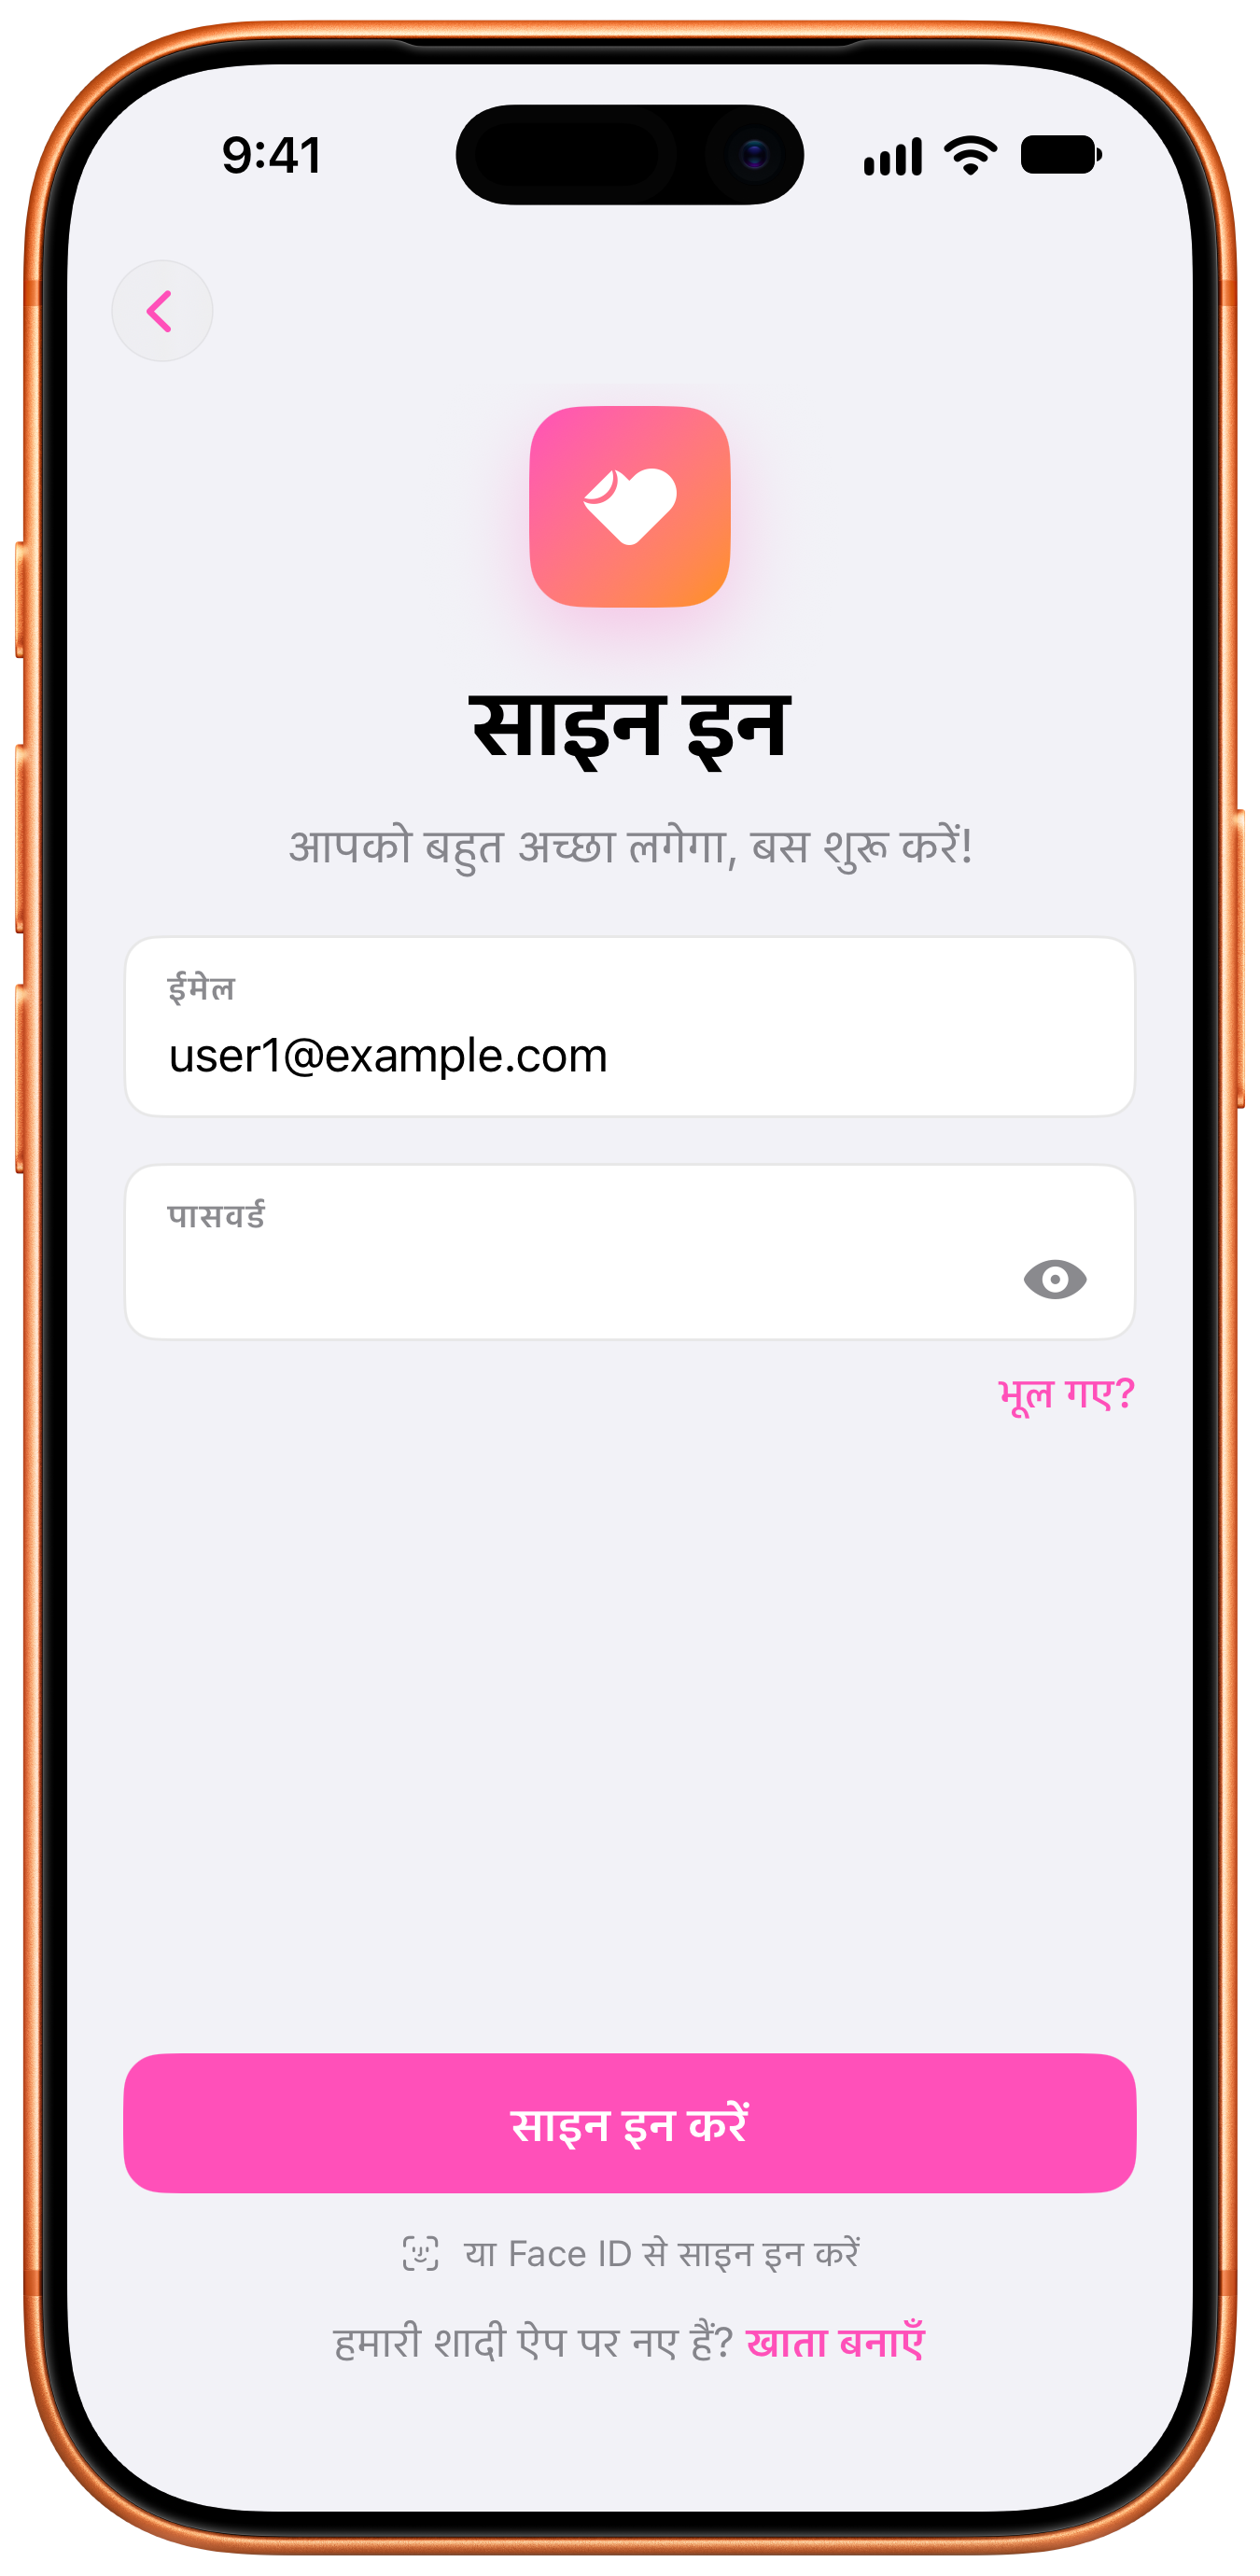 9:41
साइन इन
आपको बहुत अच्छा लगेगा, बस शुरू करें!
ईमेल
user1@example.com
पासवर्ड
भूल गए?
साइन इन करें
या Face ID से साइन इन करें
हमारी शादी ऐप पर नए हैं? खाता बनाएँ